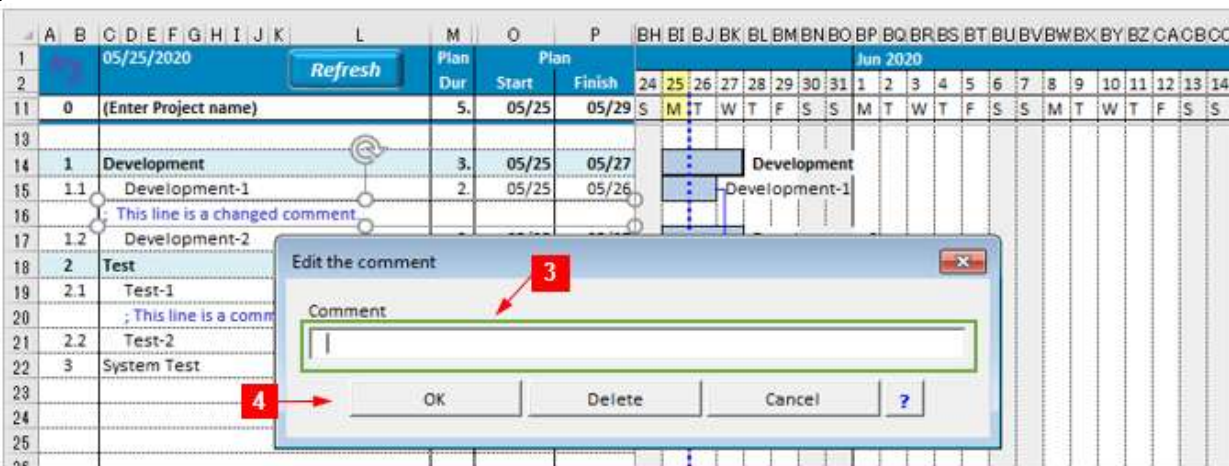 A B C D E F G H I J K L M O P BH BI BJ BK BL BM BN BO BP BQ BR BS BT BU BV BW BX BY BZ CA CB CC
1 05/25/2020 Refresh Plan Plan Jun 2020
2 Dur Start Finish 24 25 26 27 28 29 30 31 1 2 3 4 5 6 7 8 9 10 11 12 13 14
11 0 (Enter Project name) 5. 05/25 05/29 S M T W T F S S M T W T F S S M T W T F S S
13
14 1 Development 3. 05/25 05/27 Development
15 1.1 Development-1 2. 05/25 05/26 Development-1
16 ; This line is a changed comment
17 1.2 Development-2
18 2 Test
19 2.1 Test-1
20 ; This line is a comm
21 2.2 Test-2
22 3 System Test
23
24
25
Edit the comment
3
Comment
4
OK Delete Cancel ?